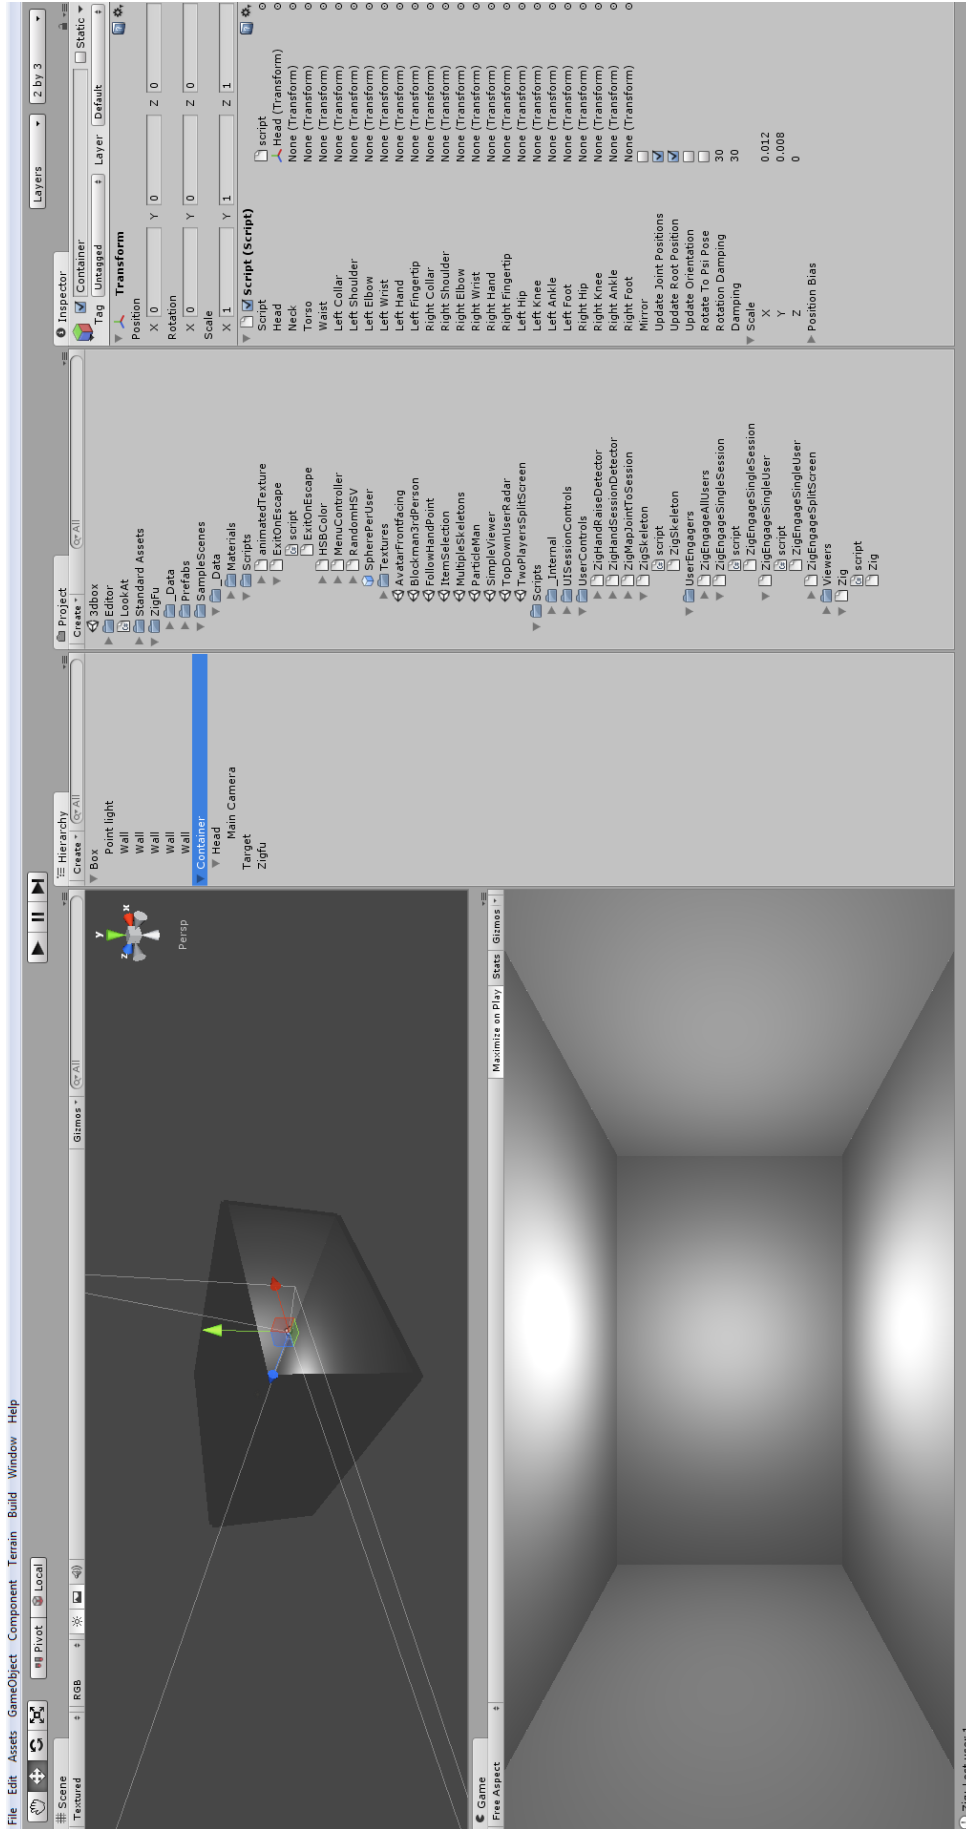 File Edit Assets GameObject Component Terrain Build Window Help
Pivot Local
Layers 2 by 3
Scene
Textured RGB Gizmos All
y
x
z
Persp
Game
Free Aspect Maximize on Play Stats Gizmos
Hierarchy
Create All
Box
Point light
Wall
Wall
Wall
Wall
Wall
Container
Head
Main Camera
Target
Zigfu
Project
Create All
3dbox
Editor
LookAt
Standard Assets
ZigFu
_Data
Prefabs
SampleScenes
_Data
Materials
Scripts
animatedTexture
ExitOnEscape
script
ExitOnEscape
HSBColor
MenuController
RandomHSV
SpherePerUser
Textures
AvatarFrontfacing
Blockman3rdPerson
FollowHandPoint
ItemSelection
MultipleSkeletons
ParticleMan
SimpleViewer
TopDownUserRadar
TwoPlayersSplitScreen
Scripts
_Internal
UISessionControls
UserControls
ZigHandRaiseDetector
ZigHandSessionDetector
ZigMapJointToSession
ZigSkeleton
script
ZigSkeleton
UserEngagers
ZigEngageAllUsers
ZigEngageSingleSession
script
ZigEngageSingleSession
ZigEngageSingleUser
script
ZigEngageSingleUser
ZigEngageSplitScreen
Viewers
Zig
script
Zig
Inspector
Container Static
Tag Untagged Layer Default
Transform
Position
X 0 Y 0 Z 0
Rotation
X 0 Y 0 Z 0
Scale
X 1 Y 1 Z 1
Script (Script)
Script script
Head Head (Transform)
Neck None (Transform)
Torso None (Transform)
Waist None (Transform)
Left Collar None (Transform)
Left Shoulder None (Transform)
Left Elbow None (Transform)
Left Wrist None (Transform)
Left Hand None (Transform)
Left Fingertip None (Transform)
Right Collar None (Transform)
Right Shoulder None (Transform)
Right Elbow None (Transform)
Right Wrist None (Transform)
Right Hand None (Transform)
Right Fingertip None (Transform)
Left Hip None (Transform)
Left Knee None (Transform)
Left Ankle None (Transform)
Left Foot None (Transform)
Right Hip None (Transform)
Right Knee None (Transform)
Right Ankle None (Transform)
Right Foot None (Transform)
Mirror
Update Joint Positions
Update Root Position
Update Orientation
Rotate To Psi Pose
Rotation Damping 30
Damping 30
Scale
X 0.012
Y 0.008
Z 0
Position Bias